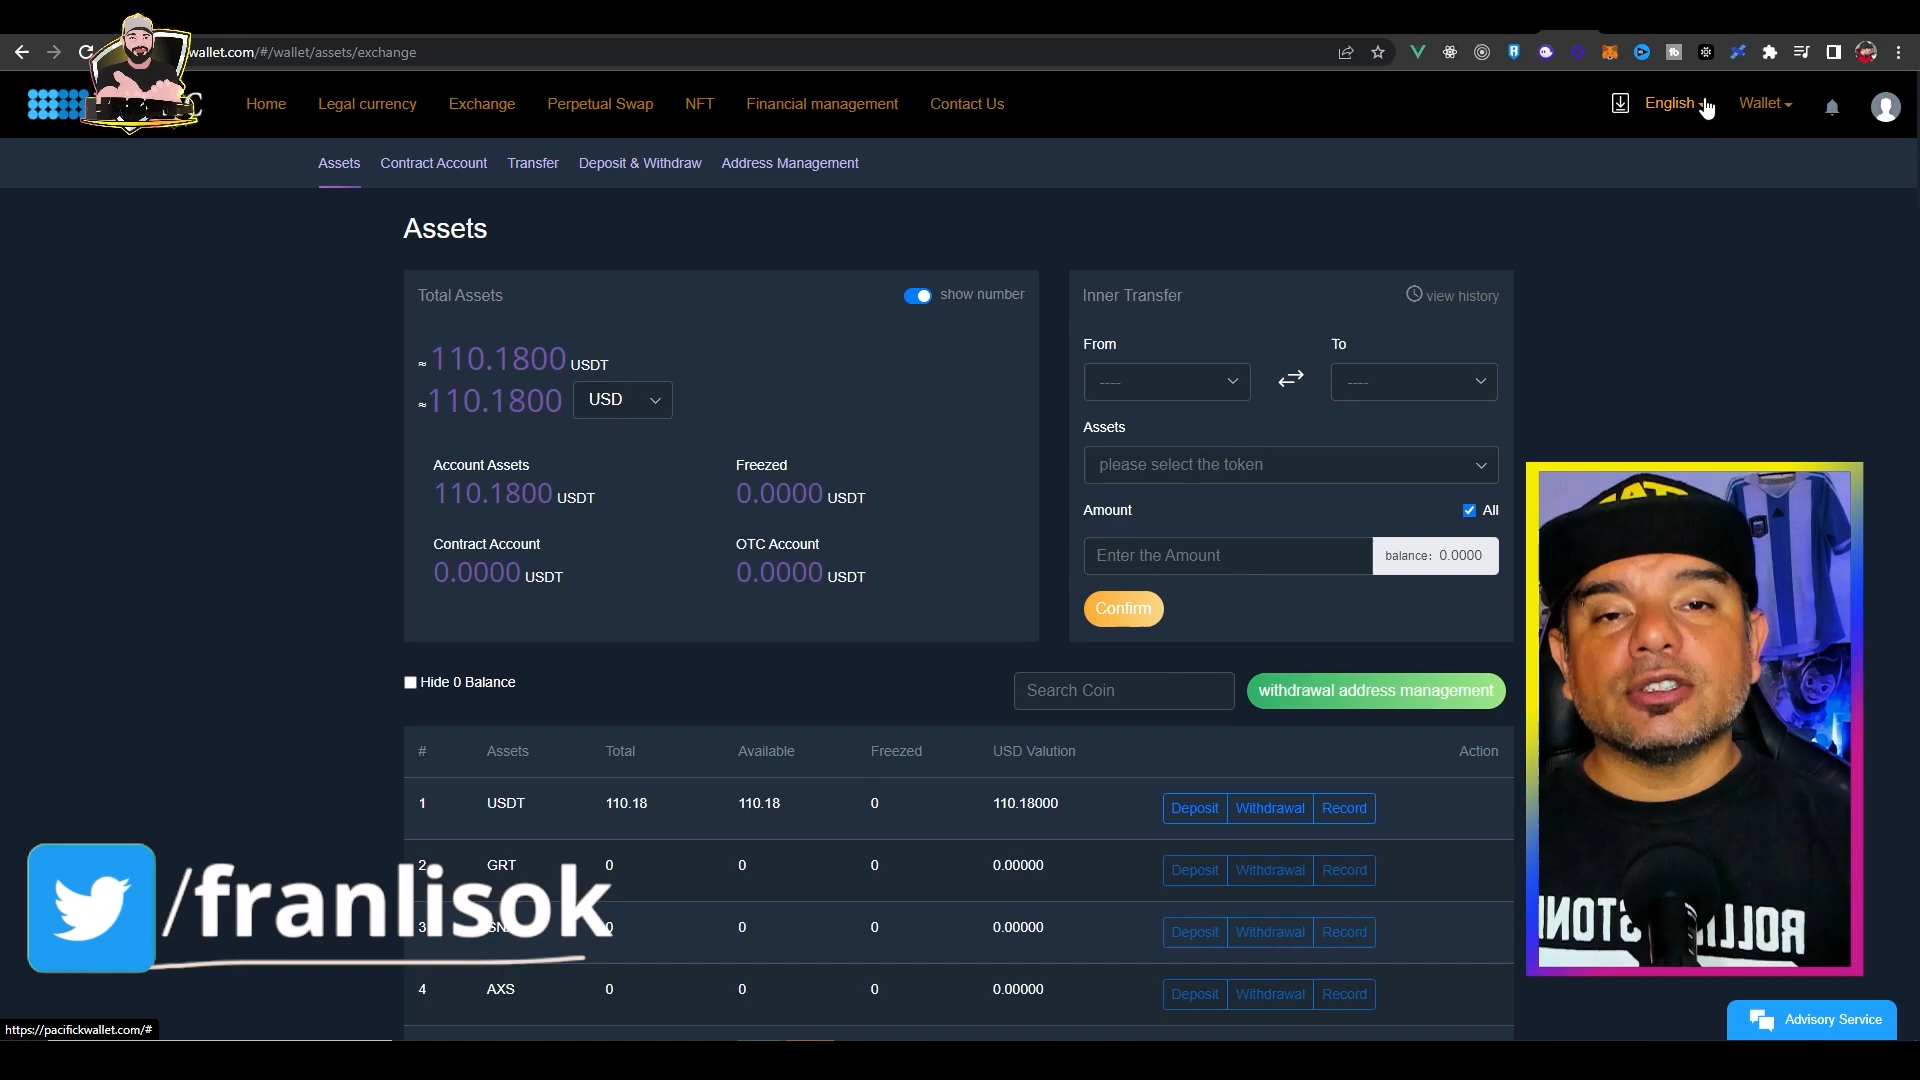 wallet.com/#/wallet/assets/exchange
Home Legal currency Exchange Perpetual Swap NFT Financial management Contact Us English Wallet
Assets Contract Account Transfer Deposit & Withdraw Address Management
Assets
Total Assets show number
≈110.1800 USDT
≈110.1800 USD
Account Assets Freezed
110.1800 USDT 0.0000 USDT
Contract Account OTC Account
0.0000 USDT 0.0000 USDT
Inner Transfer view history
From To
---- ----
Assets
please select the token
Amount All
Enter the Amount balance: 0.0000
Confirm
Hide 0 Balance Search Coin withdrawal address management
# Assets Total Available Freezed USD Valution Action
1 USDT 110.18 110.18 0 110.18000 Deposit Withdrawal Record
2 GRT 0 0 0 0.00000 Deposit Withdrawal Record
3 0 0 0 0.00000 Deposit Withdrawal Record
4 AXS 0 0 0 0.00000 Deposit Withdrawal Record
/franlisok
ROLLING STON
https://pacifickwallet.com/#
Advisory Service